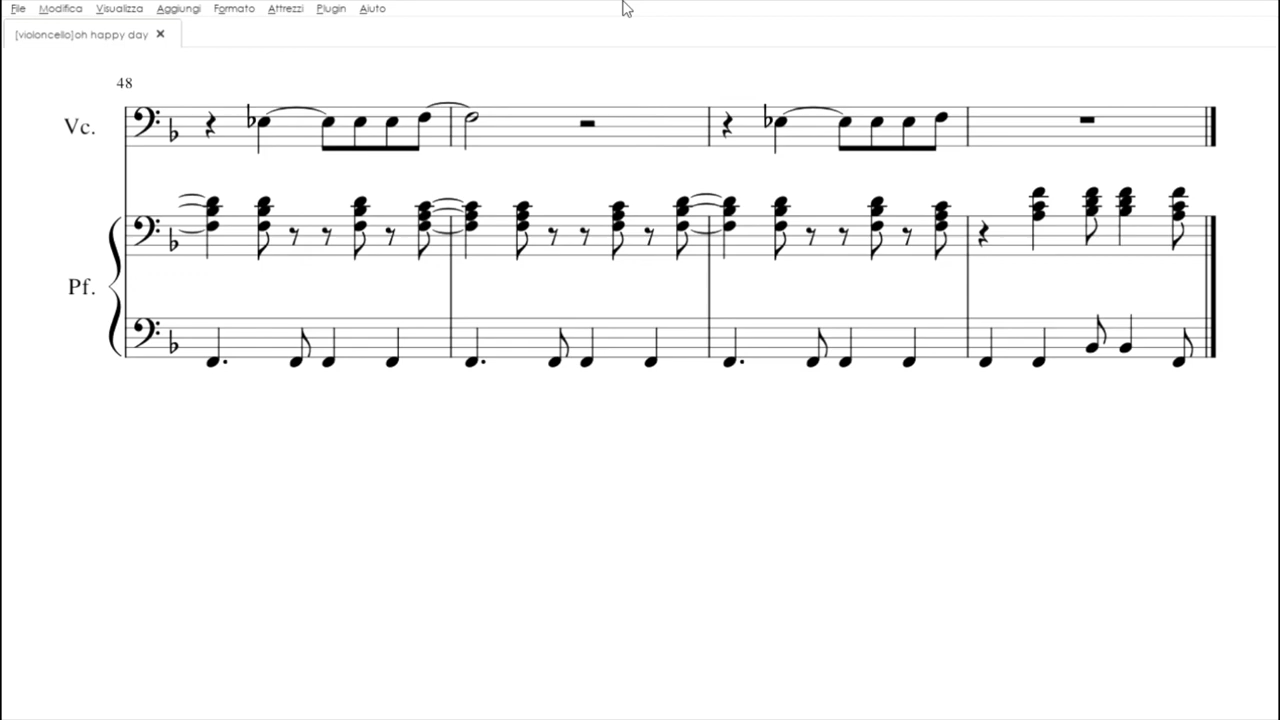 File Modifica Visualizza Aggiungi Formato Attrezzi Plugin Aiuto
[violoncello]oh happy day
48
Vc.
Pf.